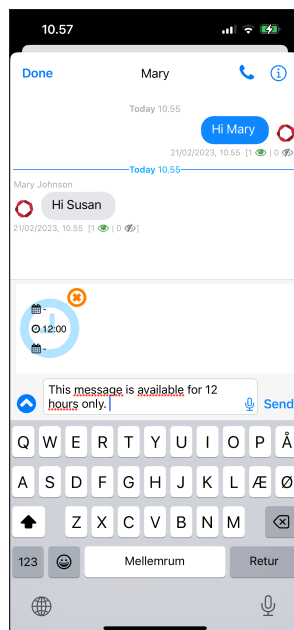 10.57
Done Mary
Today 10.55
Hi Mary
21/02/2023, 10.55 [1 | 0 ]
Today 10.55
Mary Johnson
Hi Susan
21/02/2023, 10.55 [1 | 0 ]
-
12:00
-
This message is available for 12
hours only.
Send
Q W E R T Y U I O P Å
A S D F G H J K L Æ Ø
Z X C V B N M
123 Mellemrum Retur